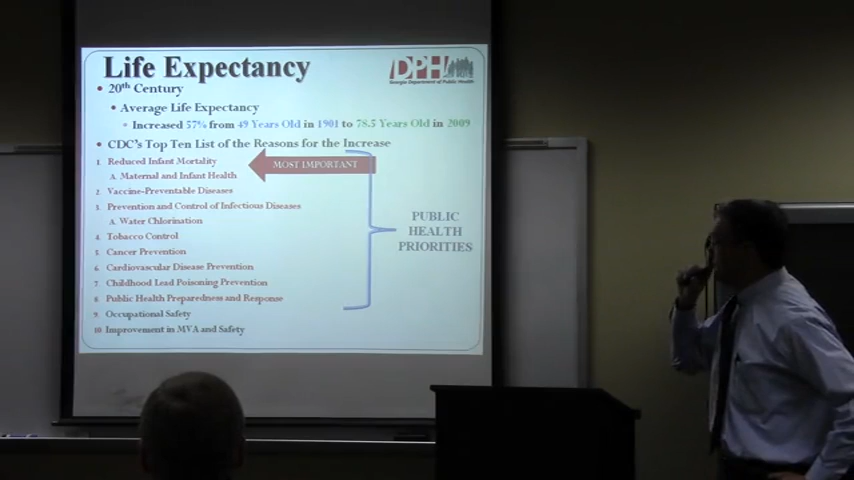 Life Expectancy
DPH
Georgia Department of Public Health
• 20th Century
• Average Life Expectancy
• Increased 57% from 49 Years Old in 1901 to 78.5 Years Old in 2009
• CDC's Top Ten List of the Reasons for the Increase
1. Reduced Infant Mortality
MOST IMPORTANT
A. Maternal and Infant Health
2. Vaccine-Preventable Diseases
3. Prevention and Control of Infectious Diseases
A. Water Chlorination
4. Tobacco Control
5. Cancer Prevention
6. Cardiovascular Disease Prevention
7. Childhood Lead Poisoning Prevention
8. Public Health Preparedness and Response
9. Occupational Safety
10. Improvement in MVA and Safety
PUBLIC
HEALTH
PRIORITIES